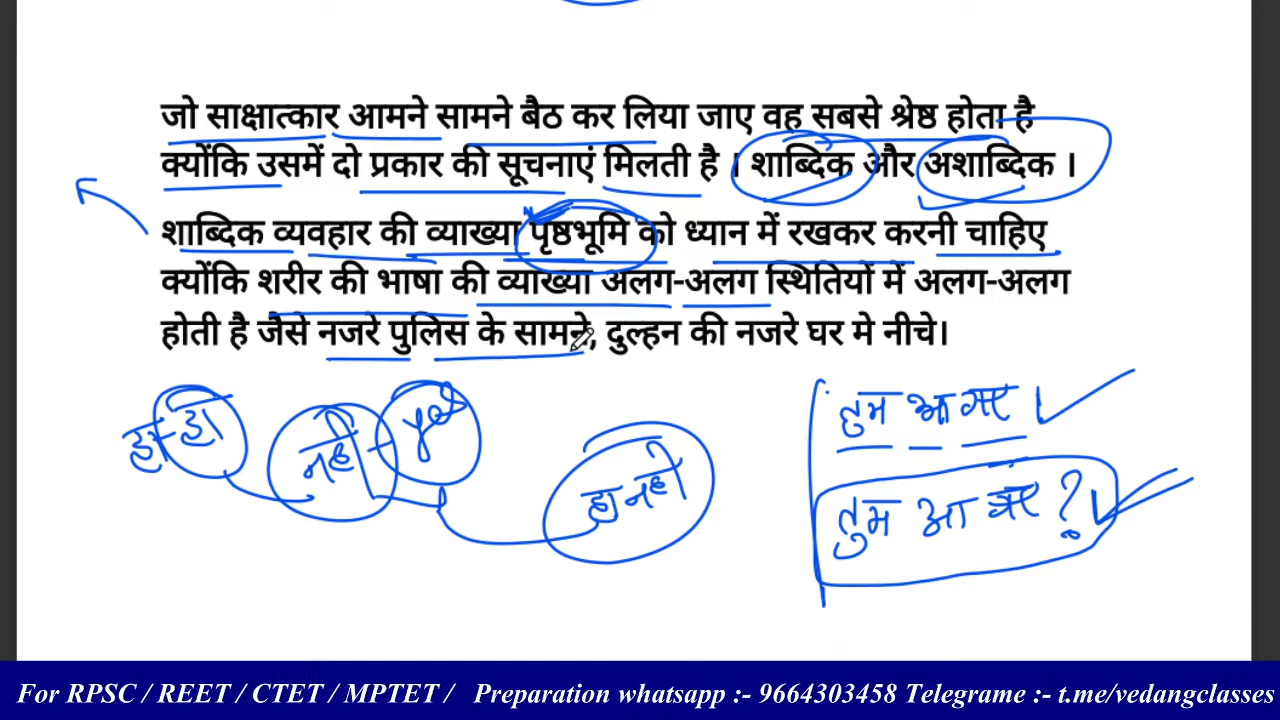 जो साक्षात्कार आमने सामने बैठ कर लिया जाए वह सबसे श्रेष्ठ होता है
क्योंकि उसमें दो प्रकार की सूचनाएं मिलती है । शाब्दिक और अशाब्दिक ।
शाब्दिक व्यवहार की व्याख्या पृष्ठभूमि को ध्यान में रखकर करनी चाहिए
क्योंकि शरीर की भाषा की व्याख्या अलग-अलग स्थितियों में अलग-अलग
होती है जैसे नजरे पुलिस के सामने, दुल्हन की नजरे घर मे नीचे।
हा-हा नही - हा नही
तुम आ गए
तुम आ गए ?
For RPSC / REET / CTET / MPTET / Preparation whatsapp :- 9664303458 Telegrame :- t.me/vedangclasses